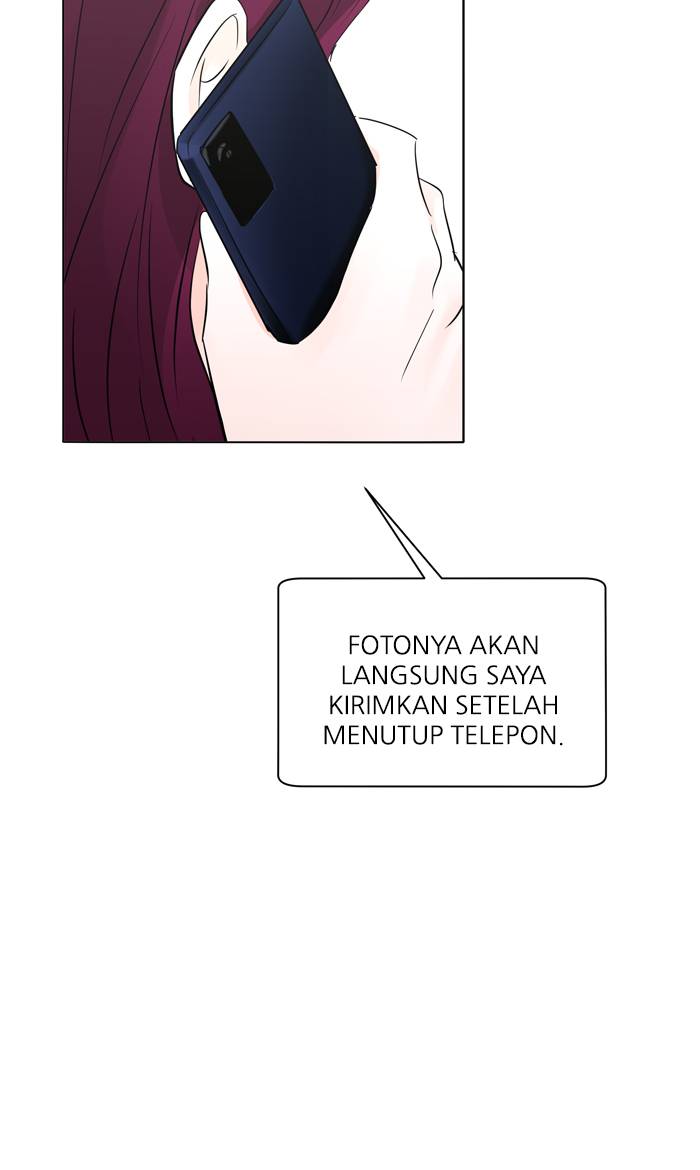 FOTONYA AKAN
LANGSUNG SAYA
KIRIMKAN SETELAH
MENUTUP TELEPON.